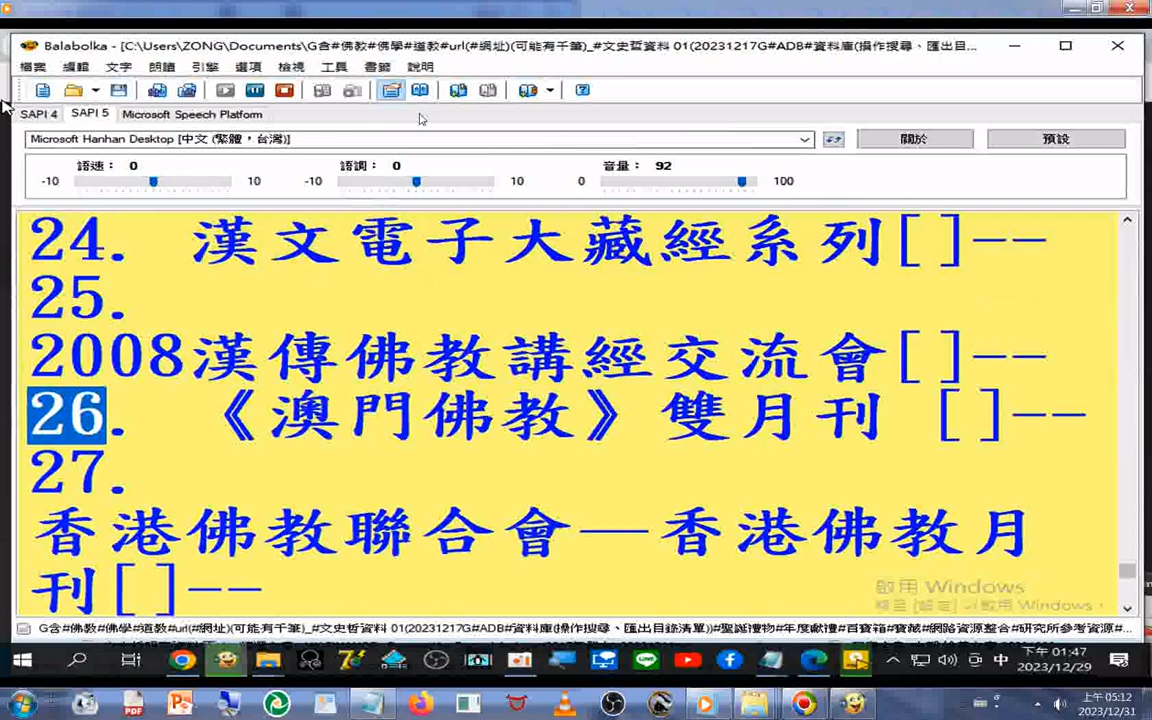 Balabolka - [C:\Users\ZONG\Documents\G含#佛教#佛學#道教#url(#網址)(可能有千筆)_#文史哲資料 01(20231217G#ADB#資料庫(操作搜尋、匯出目...
檔案 編輯 文字 朗讀 引擎 選項 檢視 工具 書籤 說明
SAPI 4 SAPI 5 Microsoft Speech Platform
Microsoft Hanhan Desktop [中文 (繁體，台灣)] 關於 預設
語速： 0 語調： 0 音量： 92
-10 10 -10 10 0 100
24. 漢文電子大藏經系列[]--
25.
2008漢傳佛教講經交流會[]--
26. 《澳門佛教》雙月刊 []--
27.
香港佛教聯合會—香港佛教月
刊[]--
啟用 Windows
移至 [設定] 以啟用 Windows。
G含#佛教#佛學#道教#url(#網址)(可能有千筆)_#文史哲資料 01(20231217G#ADB#資料庫(操作搜尋、匯出目錄清單))#聖誕禮物#年度獻禮#百寶箱#寶藏#網路資源整合#研究所參考資源#...
中 下午 01:47
2023/12/29
上午 05:12
2023/12/31